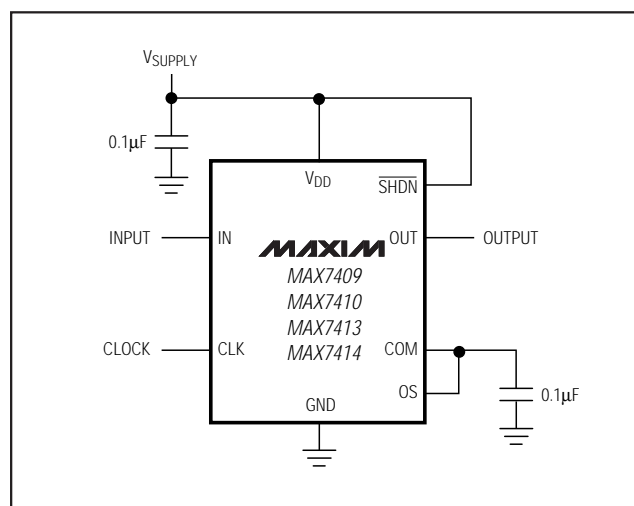 VSUPPLY
0.1µF
VDD
SHDN
INPUT
IN
MAXIM
OUT
OUTPUT
MAX7409
MAX7410
MAX7413
MAX7414
CLOCK
CLK
COM
OS
0.1µF
GND